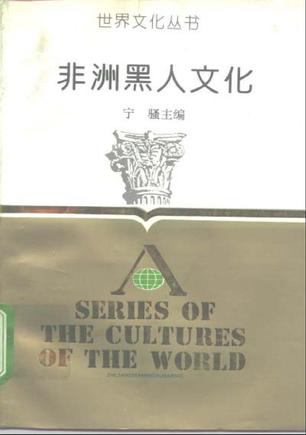 世界文化丛书
非洲黑人文化
宁 骚主编
A
SERIES OF
THE CULTURES
OF THE WORLD